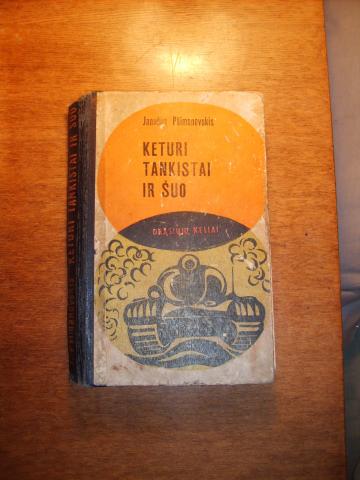 Janušas Pšimanovskis
KETURI
TANKISTAI
IR ŠUO
DRĄSIŲJŲ KELIAI
KETURI TANKISTAI IR ŠUO